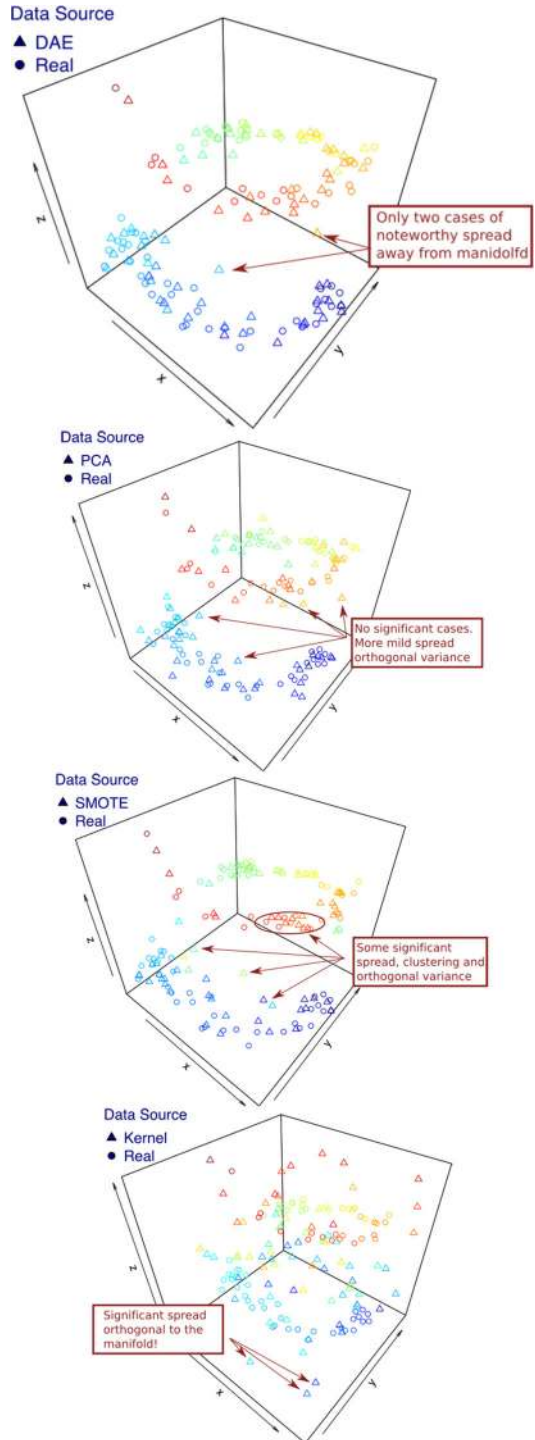 Data Source
▲ DAE
○ Real
z
x
y
Only two cases of
noteworthy spread
away from manidolfd
Data Source
▲ PCA
○ Real
z
x
y
No significant cases.
More mild spread
orthogonal variance
Data Source
▲ SMOTE
○ Real
z
x
y
Some significant
spread, clustering and
orthogonal variance
Data Source
▲ Kernel
○ Real
z
x
y
Significant spread
orthogonal to the
manifold!